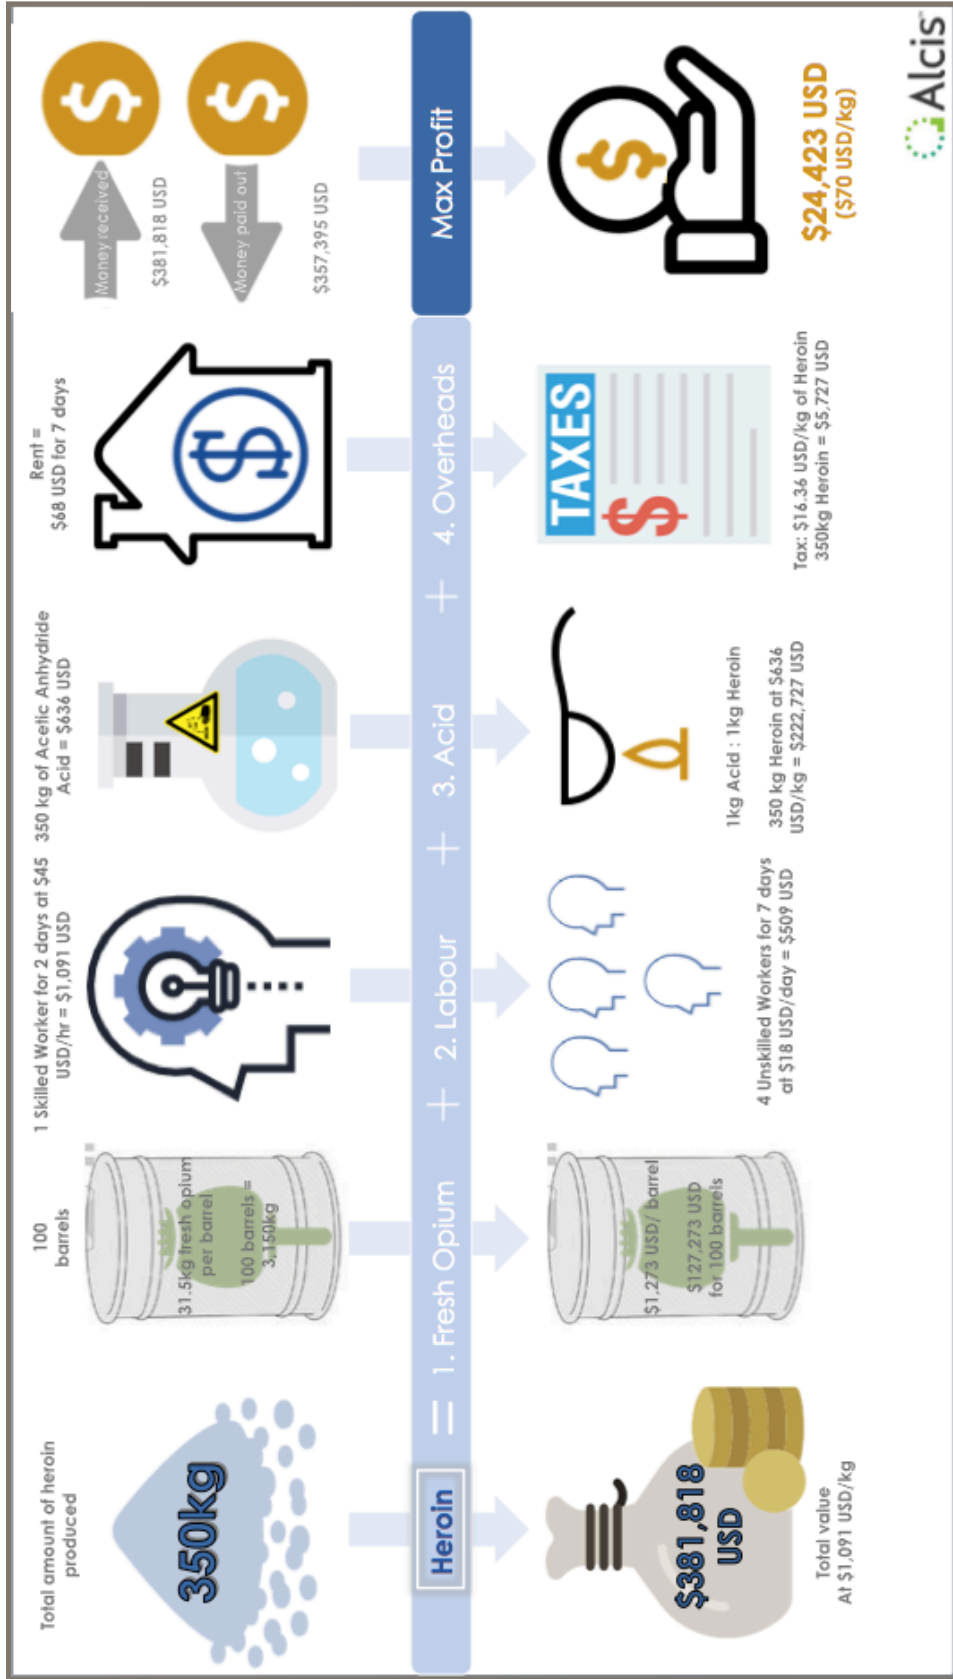 Total amount of heroin
produced
350kg
100
barrels
31.5kg fresh opium
per barrel
100 barrels =
3,150kg
1 Skilled Worker for 2 days at $45
USD/hr = $1,091 USD
350 kg of Acetic Anhydride
Acid = $636 USD
Rent =
$68 USD for 7 days
Money received
$381,818 USD
Money paid out
$357,395 USD
Heroin
=
1. Fresh Opium
+
2. Labour
+
3. Acid
+
4. Overheads
Max Profit
$381,818
USD
Total value
At $1,091 USD/kg
$1,273 USD/ barrel
$127,273 USD
for 100 barrels
4 Unskilled Workers for 7 days
at $18 USD/day = $509 USD
1kg Acid : 1kg Heroin
350 kg Heroin at $636
USD/kg = $222,727 USD
TAXES
$
Tax: $16.36 USD/kg of Heroin
350kg Heroin = $5,727 USD
$24,423 USD
($70 USD/kg)
Alcis